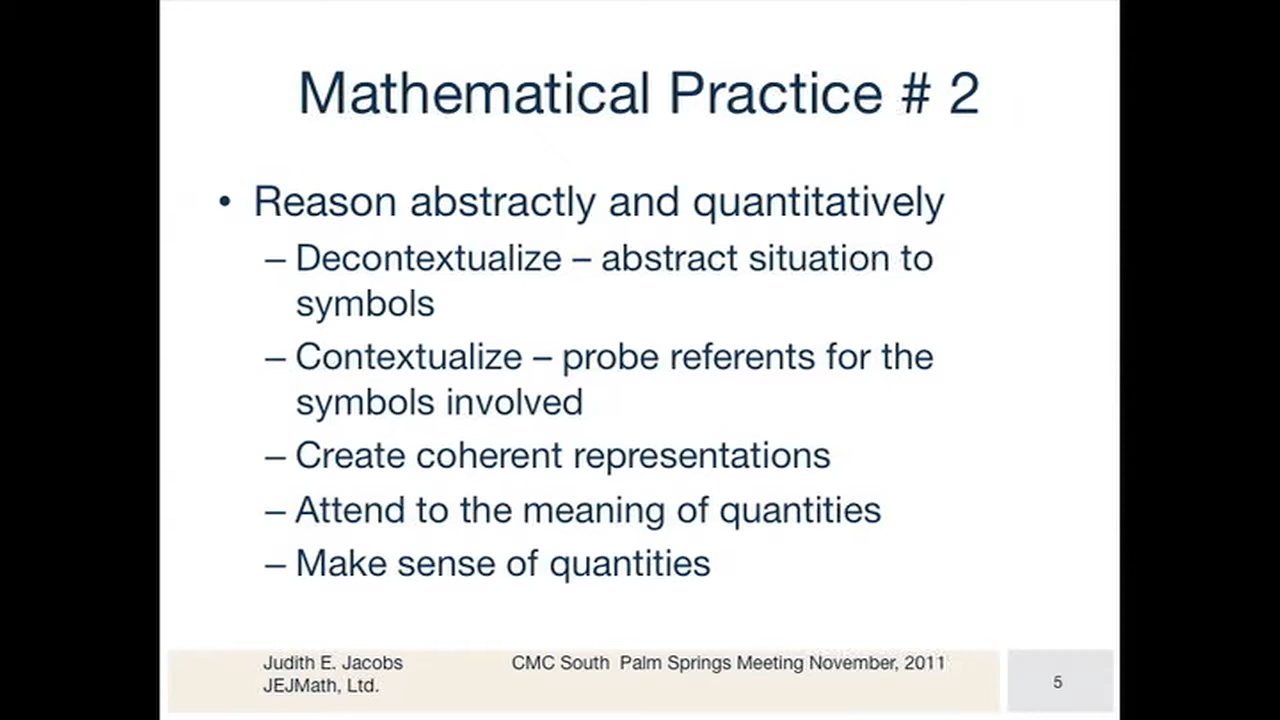 Mathematical Practice # 2
• Reason abstractly and quantitatively
– Decontextualize – abstract situation to
symbols
– Contextualize – probe referents for the
symbols involved
– Create coherent representations
– Attend to the meaning of quantities
– Make sense of quantities
Judith E. Jacobs
JEJMath, Ltd.
CMC South Palm Springs Meeting November, 2011
5